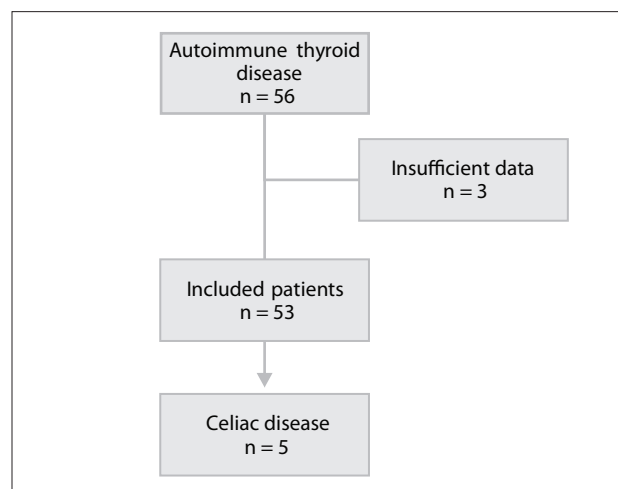 Autoimmune thyroid
disease
n = 56
Insufficient data
n = 3
Included patients
n = 53
Celiac disease
n = 5